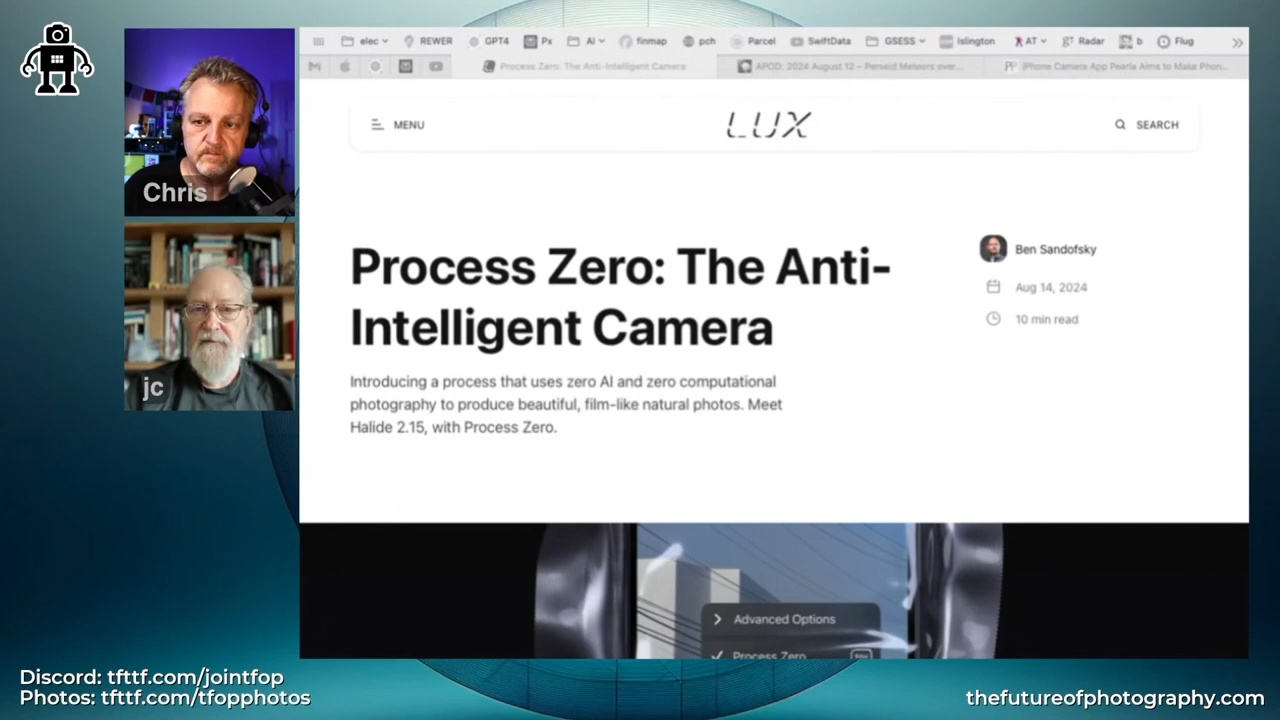 elec
REWER
GPT4
Px
AI
finmap
pch
Parcel
SwiftData
GSESS
Islington
AT
Radar
b
Flug
Process Zero: The Anti-Intelligent Camera
APOD: 2024 August 12 – Perseid Meteors over...
iPhone Camera App Pearla Aims to Make Phon...
MENU
LUX
SEARCH
Process Zero: The Anti-
Intelligent Camera
Ben Sandofsky
Aug 14, 2024
10 min read
Introducing a process that uses zero AI and zero computational
photography to produce beautiful, film-like natural photos. Meet
Halide 2.15, with Process Zero.
Advanced Options
Process Zero
Chris
jc
Discord: tfttf.com/jointfop
Photos: tfttf.com/tfopphotos
thefutureofphotography.com